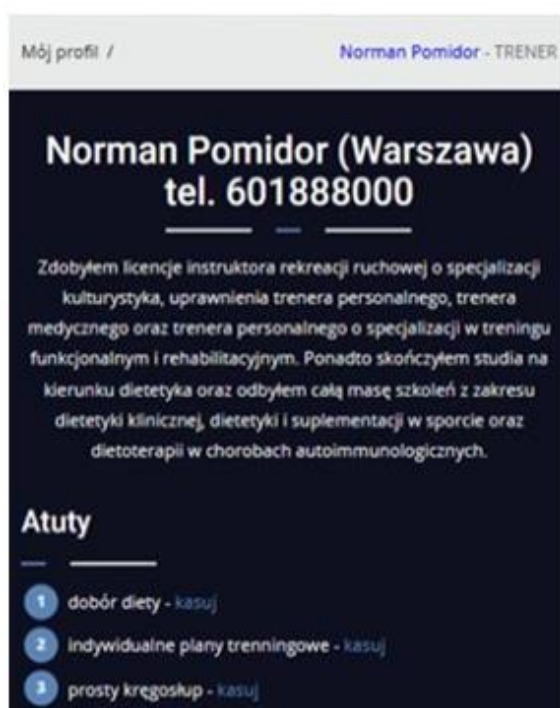 Mój profil / Norman Pomidor - TRENER
Norman Pomidor (Warszawa)
tel. 601888000
Zdobyłem licencje instruktora rekreacji ruchowej o specjalizacji
kulturystyka, uprawnienia trenera personalnego, trenera
medycznego oraz trenera personalnego o specjalizacji w treningu
funkcjonalnym i rehabilitacyjnym. Ponadto skończyłem studia na
kierunku dietetyka oraz odbyłem całą masę szkoleń z zakresu
dietetyki klinicznej, dietetyki i suplementacji w sporcie oraz
dietoterapii w chorobach autoimmunologicznych.
Atuty
1 dobór diety - kasuj
2 indywidualne plany trenningowe - kasuj
3 prosty kręgosłup - kasuj